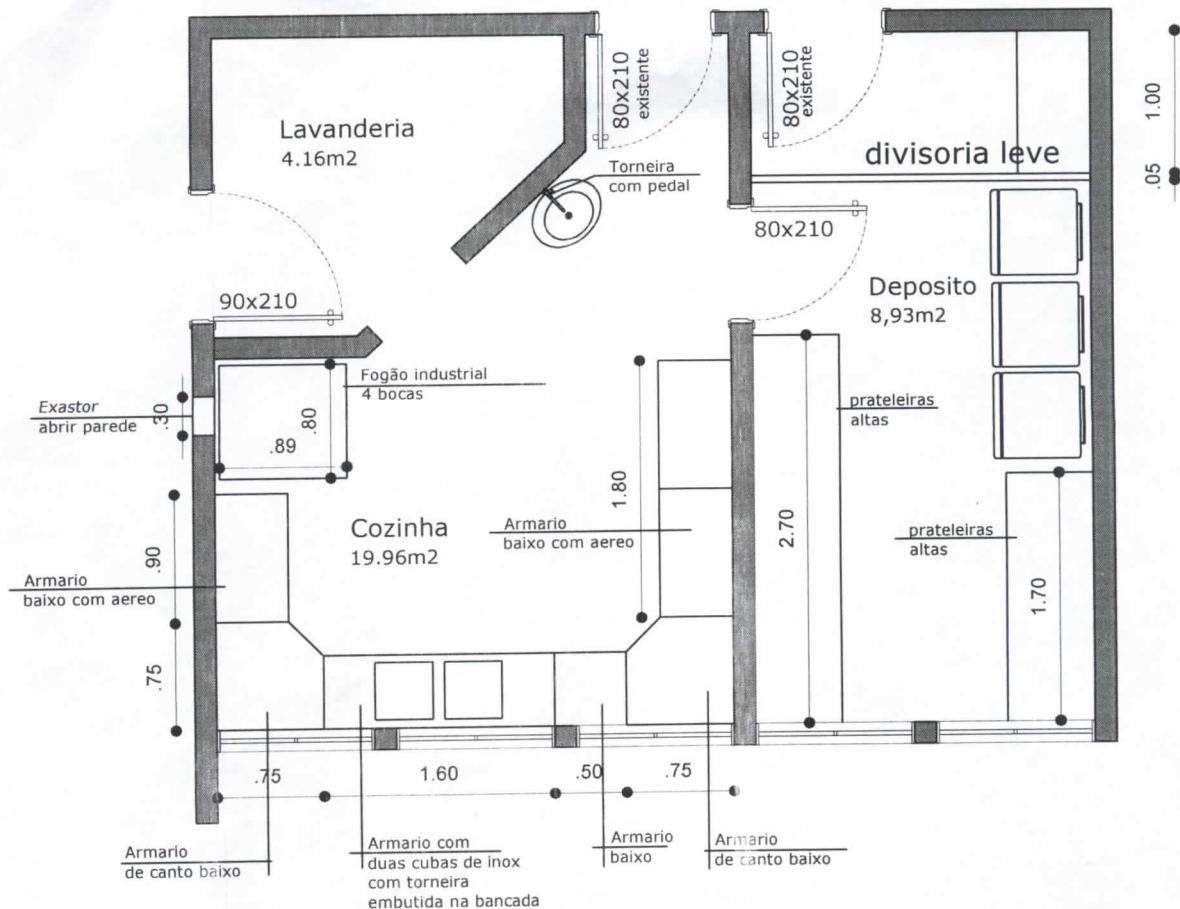 80x210
existente
80x210
existente
1.00
.05
Lavanderia
4.16m2
Torneira
com pedal
divisoria leve
80x210
90x210
Deposito
8,93m2
Fogão industrial
4 bocas
Exastor
abrir parede
.30
.80
.89
prateleiras
altas
1.80
Cozinha
19.96m2
Armario
baixo com aereo
2.70
prateleiras
altas
.90
Armario
baixo com aereo
1.70
.75
.75
1.60
.50
.75
Armario
de canto baixo
Armario com
duas cubas de inox
com torneira
embutida na bancada
Armario
baixo
Armario
de canto baixo